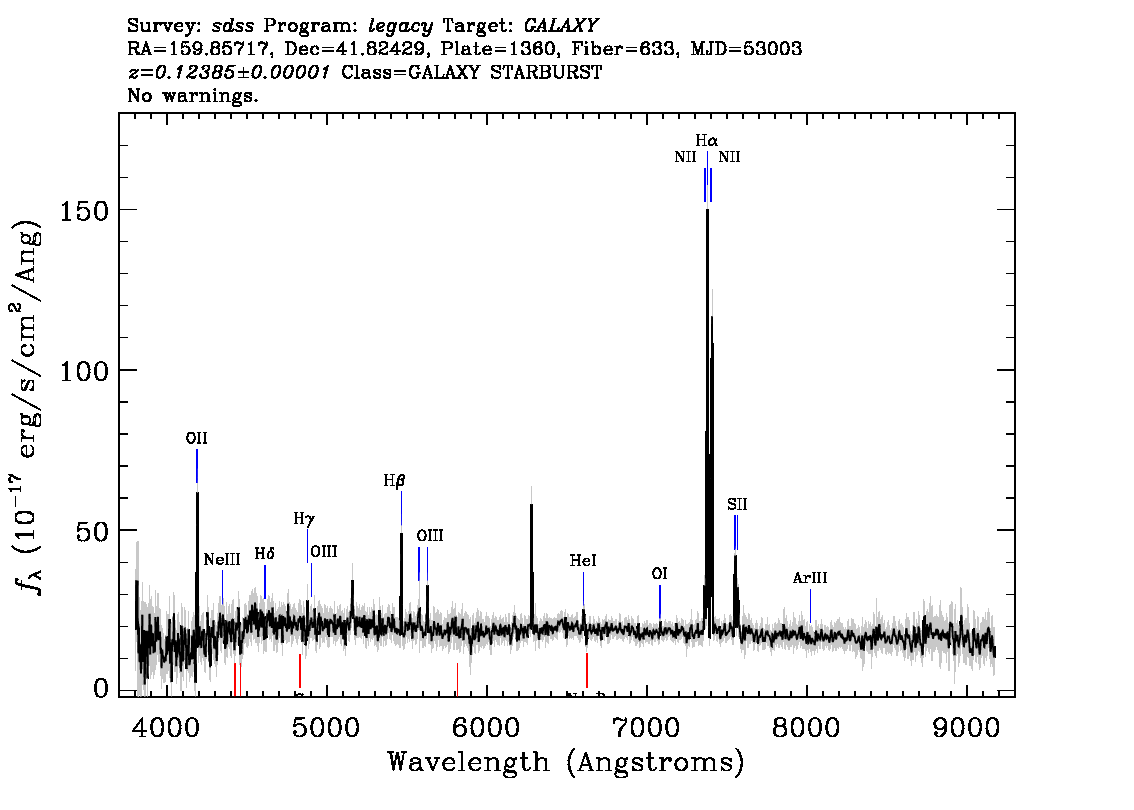 Survey: sdss Program: legacy Target: GALAXY
RA=159.85717, Dec=41.82429, Plate=1360, Fiber=633, MJD=53003
z=0.12385±0.00001 Class=GALAXY STARBURST
No warnings.
Hα
NII NII
150
100
50
0
OII
NeIII
Hδ
Hγ
OIII
Hβ
OIII
HeI
OI
SII
ArIII
4000 5000 6000 7000 8000 9000
Wavelength (Angstroms)
fλ (10⁻¹⁷ erg/s/cm²/Ang)